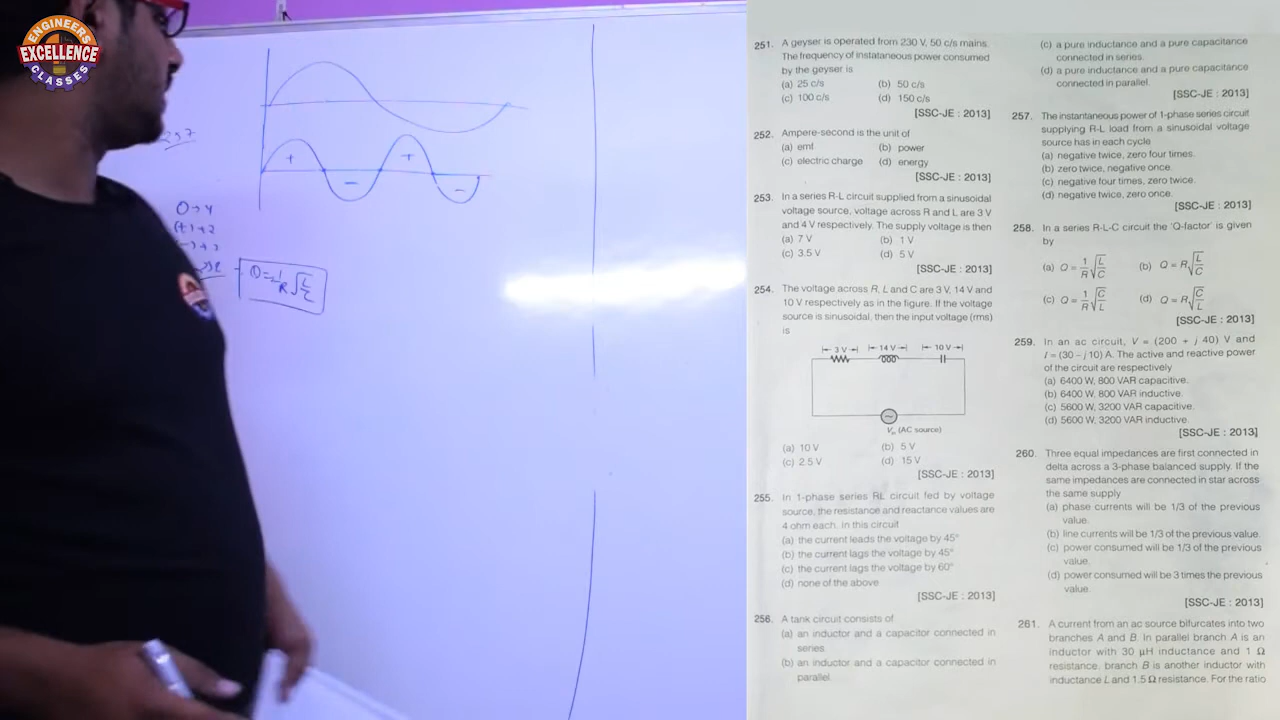 ENGINEERS
EXCELLENCE
CLASSES
257
0→4
(+)→2
+
+
−
−
Q=1/R√L/C
251. A geyser is operated from 230 V, 50 c/s mains.
The frequency of instataneous power consumed
by the geyser is
(a) 25 c/s (b) 50 c/s
(c) 100 c/s (d) 150 c/s
[SSC-JE : 2013]
252. Ampere-second is the unit of
(a) emf (b) power
(c) electric charge (d) energy
[SSC-JE : 2013]
253. In a series R-L circuit supplied from a sinusoidal
voltage source, voltage across R and L are 3 V
and 4 V respectively. The supply voltage is then
(a) 7 V (b) 1 V
(c) 3.5 V (d) 5 V
[SSC-JE : 2013]
254. The voltage across R, L and C are 3 V, 14 V and
10 V respectively as in the figure. If the voltage
source is sinusoidal, then the input voltage (rms)
is
3 V 14 V 10 V
(AC source)
(a) 10 V (b) 5 V
(c) 2.5 V (d) 15 V
[SSC-JE : 2013]
255. In 1-phase series RL circuit fed by voltage
source, the resistance and reactance values are
4 ohm each. In this circuit
(a) the current leads the voltage by 45°
(b) the current lags the voltage by 45°
(c) the current lags the voltage by 60°
(d) none of the above
[SSC-JE : 2013]
256. A tank circuit consists of
(a) an inductor and a capacitor connected in
series.
(b) an inductor and a capacitor connected in
parallel.
(c) a pure inductance and a pure capacitance
connected in series.
(d) a pure inductance and a pure capacitance
connected in parallel.
[SSC-JE : 2013]
257. The instantaneous power of 1-phase series circuit
supplying R-L load from a sinusoidal voltage
source has in each cycle
(a) negative twice, zero four times.
(b) zero twice, negative once.
(c) negative four times, zero twice.
(d) negative twice, zero once.
[SSC-JE : 2013]
258. In a series R-L-C circuit the 'Q-factor' is given
by
(a) Q = 1/R √L/C (b) Q = R√L/C
(c) Q = 1/R √C/L (d) Q = R√C/L
[SSC-JE : 2013]
259. In an ac circuit, V = (200 + j 40) V and
I = (30 – j 10) A. The active and reactive power
of the circuit are respectively
(a) 6400 W, 800 VAR capacitive.
(b) 6400 W, 800 VAR inductive.
(c) 5600 W, 3200 VAR capacitive.
(d) 5600 W, 3200 VAR inductive.
[SSC-JE : 2013]
260. Three equal impedances are first connected in
delta across a 3-phase balanced supply. If the
same impedances are connected in star across
the same supply
(a) phase currents will be 1/3 of the previous
value.
(b) line currents will be 1/3 of the previous value.
(c) power consumed will be 1/3 of the previous
value.
(d) power consumed will be 3 times the previous
value.
[SSC-JE : 2013]
261. A current from an ac source bifurcates into two
branches A and B. In parallel branch A is an
inductor with 30 µH inductance and 1 Ω
resistance, branch B is another inductor with
inductance L and 1.5 Ω resistance. For the ratio